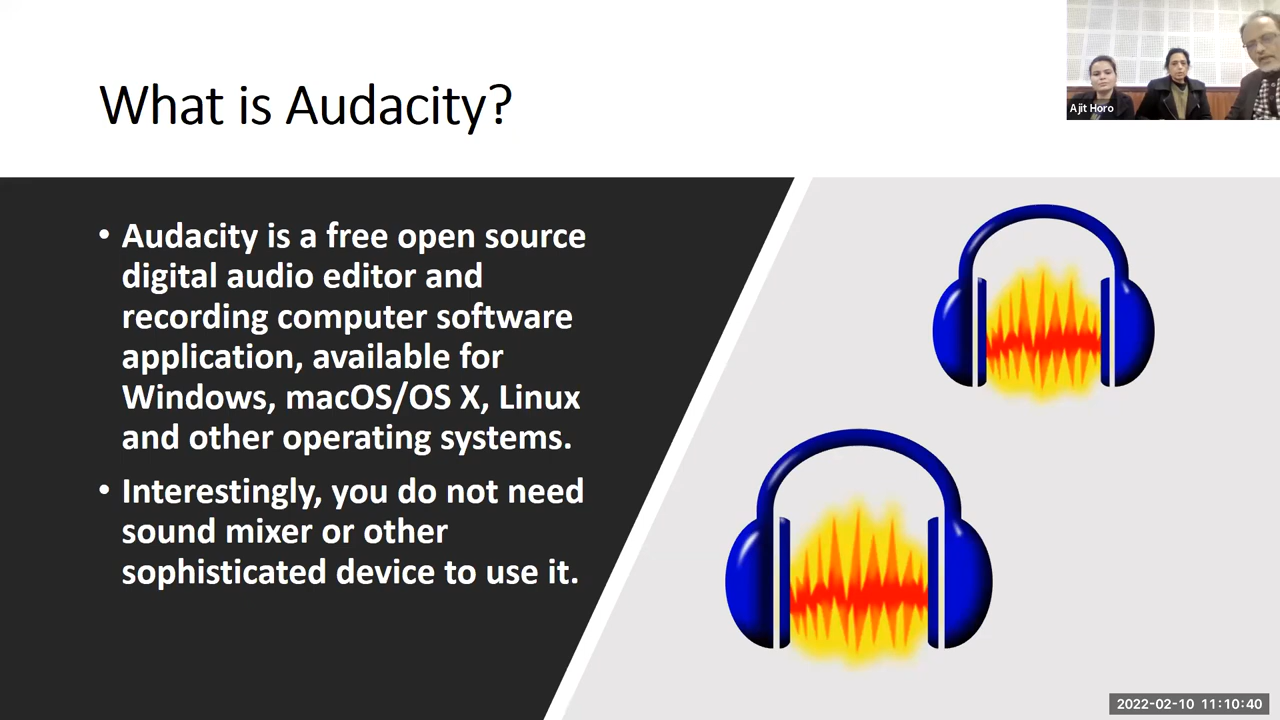 What is Audacity?
Ajit Horo
• Audacity is a free open source
digital audio editor and
recording computer software
application, available for
Windows, macOS/OS X, Linux
and other operating systems.
• Interestingly, you do not need
sound mixer or other
sophisticated device to use it.
2022-02-10 11:10:40